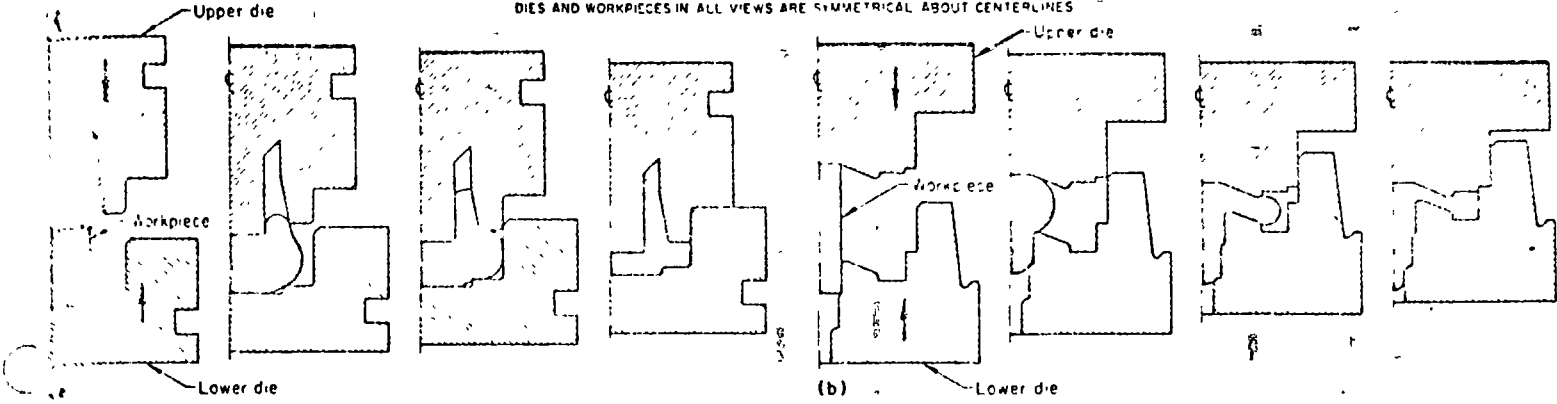 DIES AND WORKPIECES IN ALL VIEWS ARE SYMMETRICAL ABOUT CENTERLINES
Upper die
Workpiece
Lower die
Upper die
Workpiece
(b)
Lower die